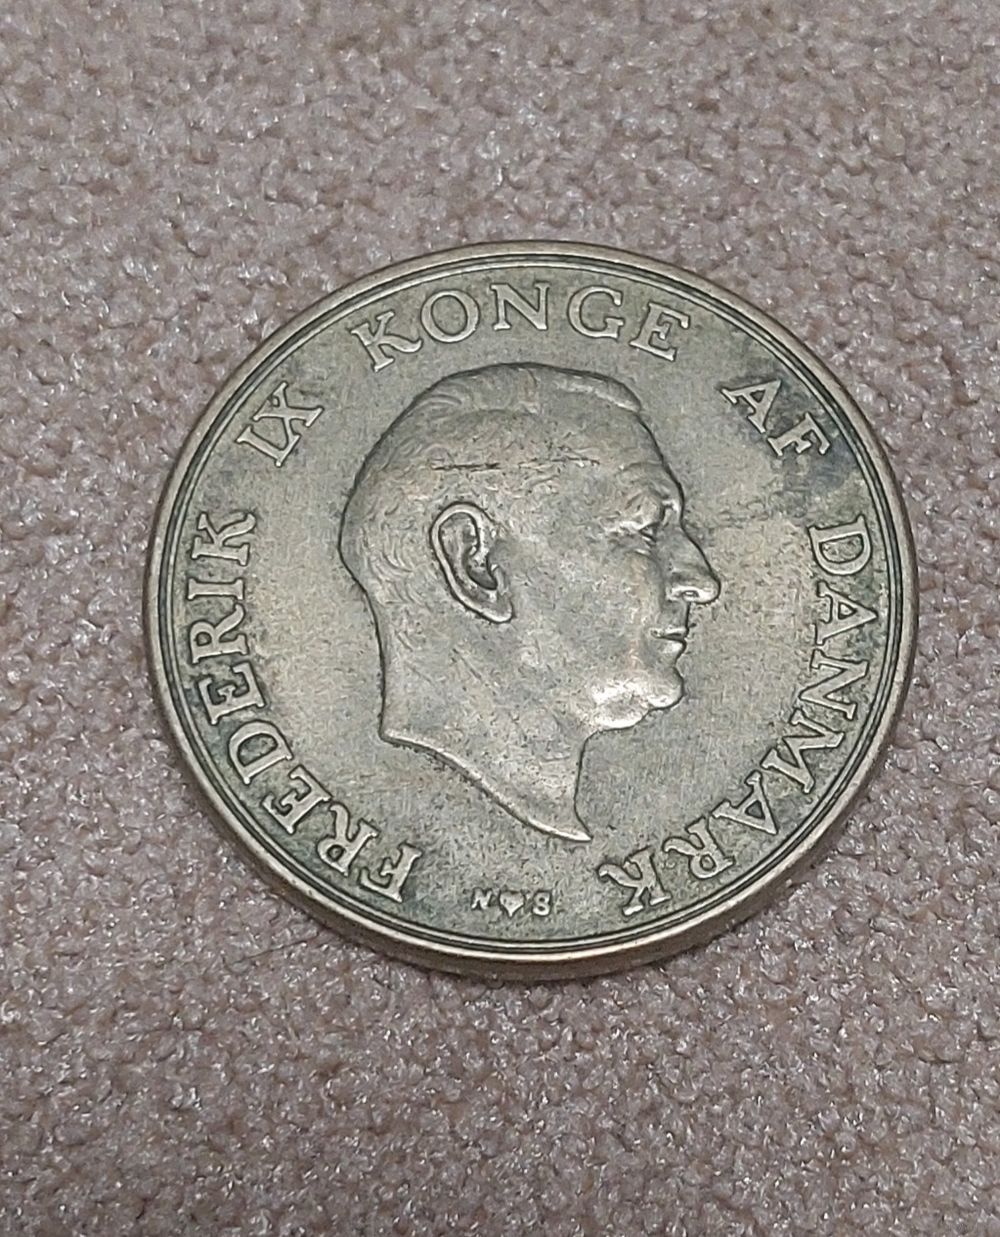 FREDERIK IX KONGE AF DANMARK
N♥S